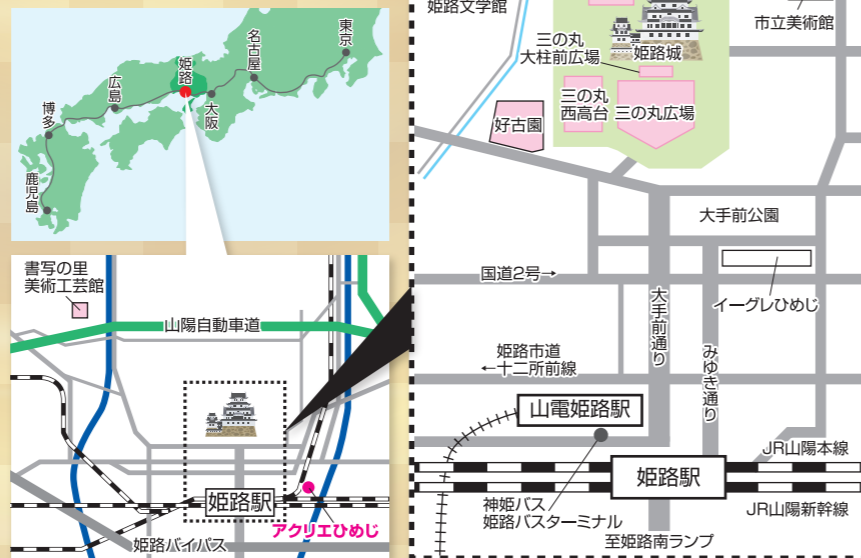 東京
名古屋
姫路
大阪
広島
博多
鹿児島
書写の里
美術工芸館
山陽自動車道
姫路駅
アクリエひめじ
姫路バイパス
姫路文学館
市立美術館
三の丸
大柱前広場
姫路城
三の丸
西高台
三の丸広場
好古園
大手前公園
国道2号→
イーグレひめじ
大手前通り
みゆき通り
姫路市道
←十二所前線
山電姫路駅
JR山陽本線
姫路駅
神姫バス
姫路バスターミナル
JR山陽新幹線
至姫路南ランプ